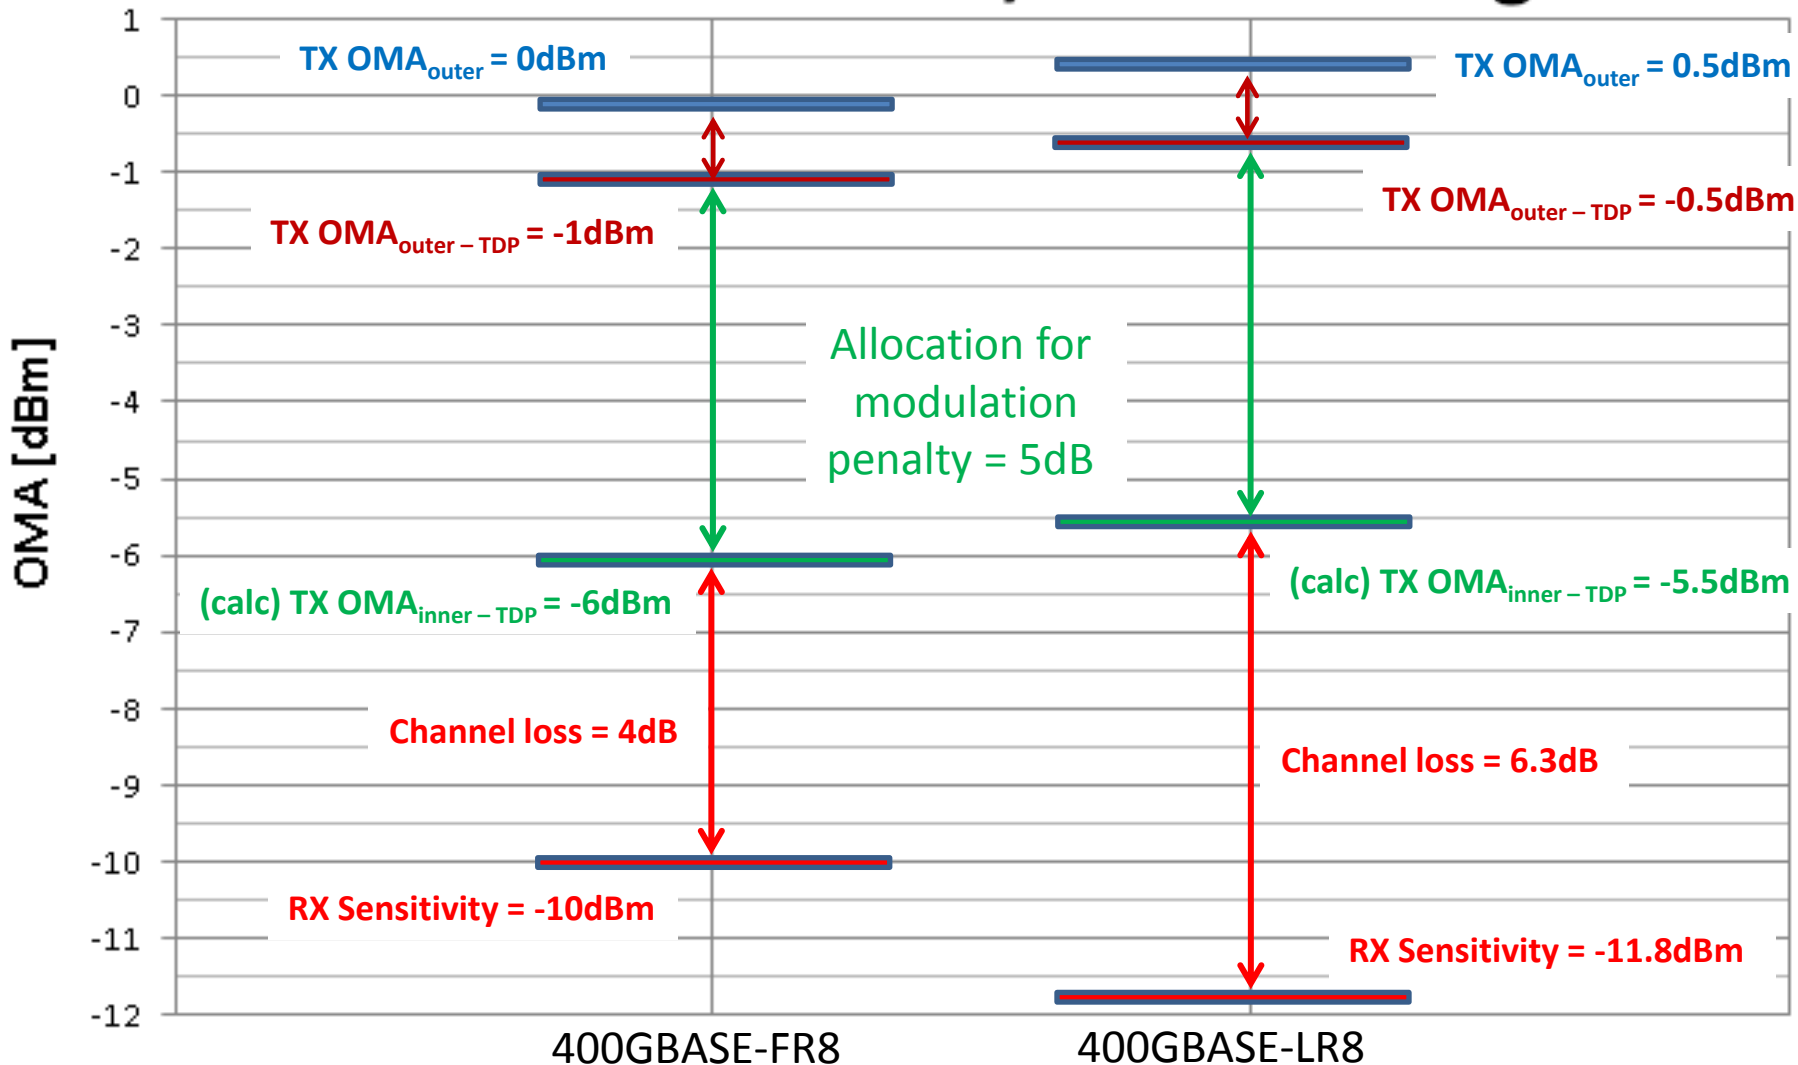 1
0
-1
-2
-3
-4
-5
-6
-7
-8
-9
-10
-11
-12
OMA [dBm]
TX OMAouter = 0dBm
TX OMAouter = 0.5dBm
TX OMAouter – TDP = -1dBm
TX OMAouter – TDP = -0.5dBm
Allocation for
modulation
penalty = 5dB
(calc) TX OMAinner – TDP = -6dBm
(calc) TX OMAinner – TDP = -5.5dBm
Channel loss = 4dB
Channel loss = 6.3dB
RX Sensitivity = -10dBm
RX Sensitivity = -11.8dBm
400GBASE-FR8
400GBASE-LR8